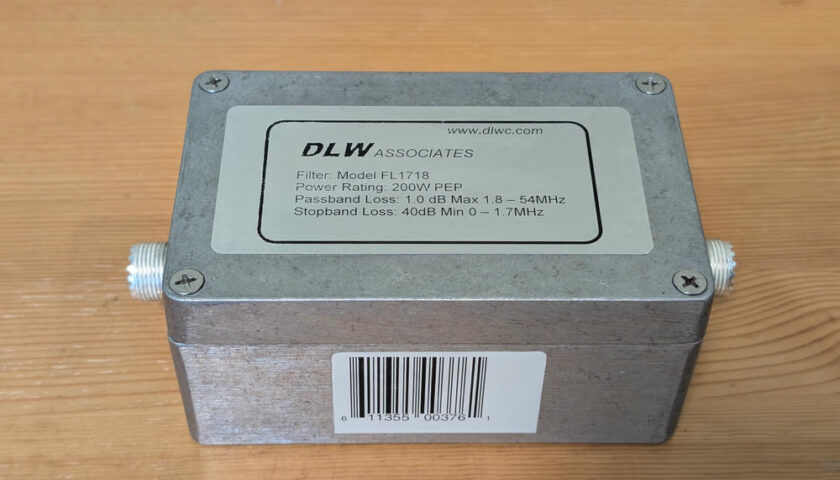 www.dlwc.com
DLW ASSOCIATES
Filter: Model FL1718
Power Rating: 200W PEP
Passband Loss: 1.0 dB Max 1.8 – 54MHz
Stopband Loss: 40dB Min 0 – 1.7MHz
6 11355 00376 1